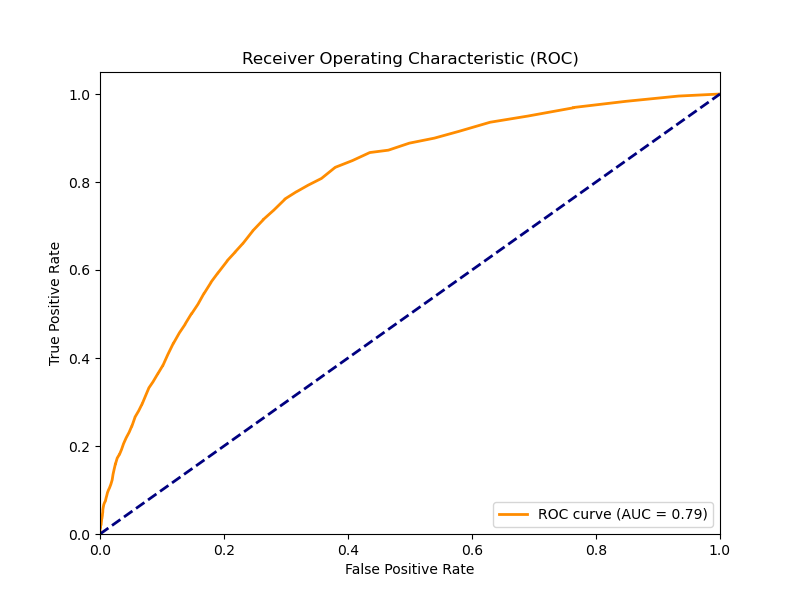 Receiver Operating Characteristic (ROC)
True Positive Rate
1.0
0.8
0.6
0.4
0.2
0.0
0.0 0.2 0.4 0.6 0.8 1.0
False Positive Rate
ROC curve (AUC = 0.79)